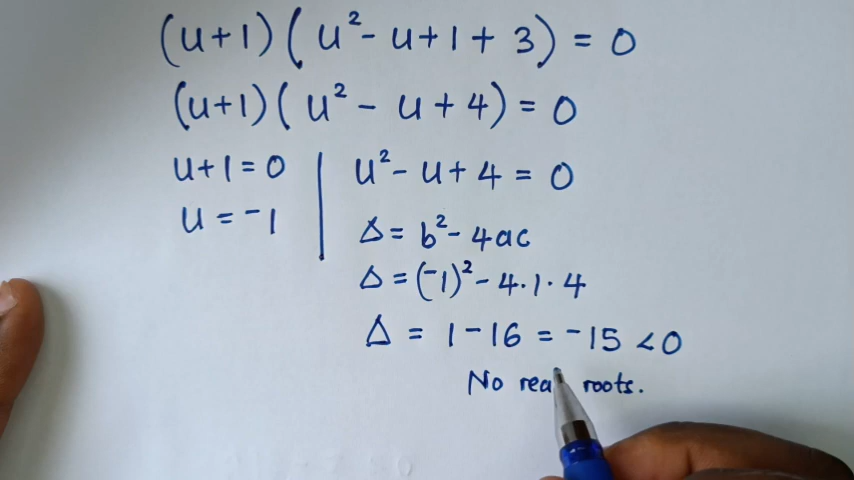 (u+1)(u²-u+1+3)=0
(u+1)(u²-u+4)=0
u+1=0
u=-1
u²-u+4=0
Δ=b²-4ac
Δ=(-1)²-4·1·4
Δ=1-16=-15<0
No real roots.